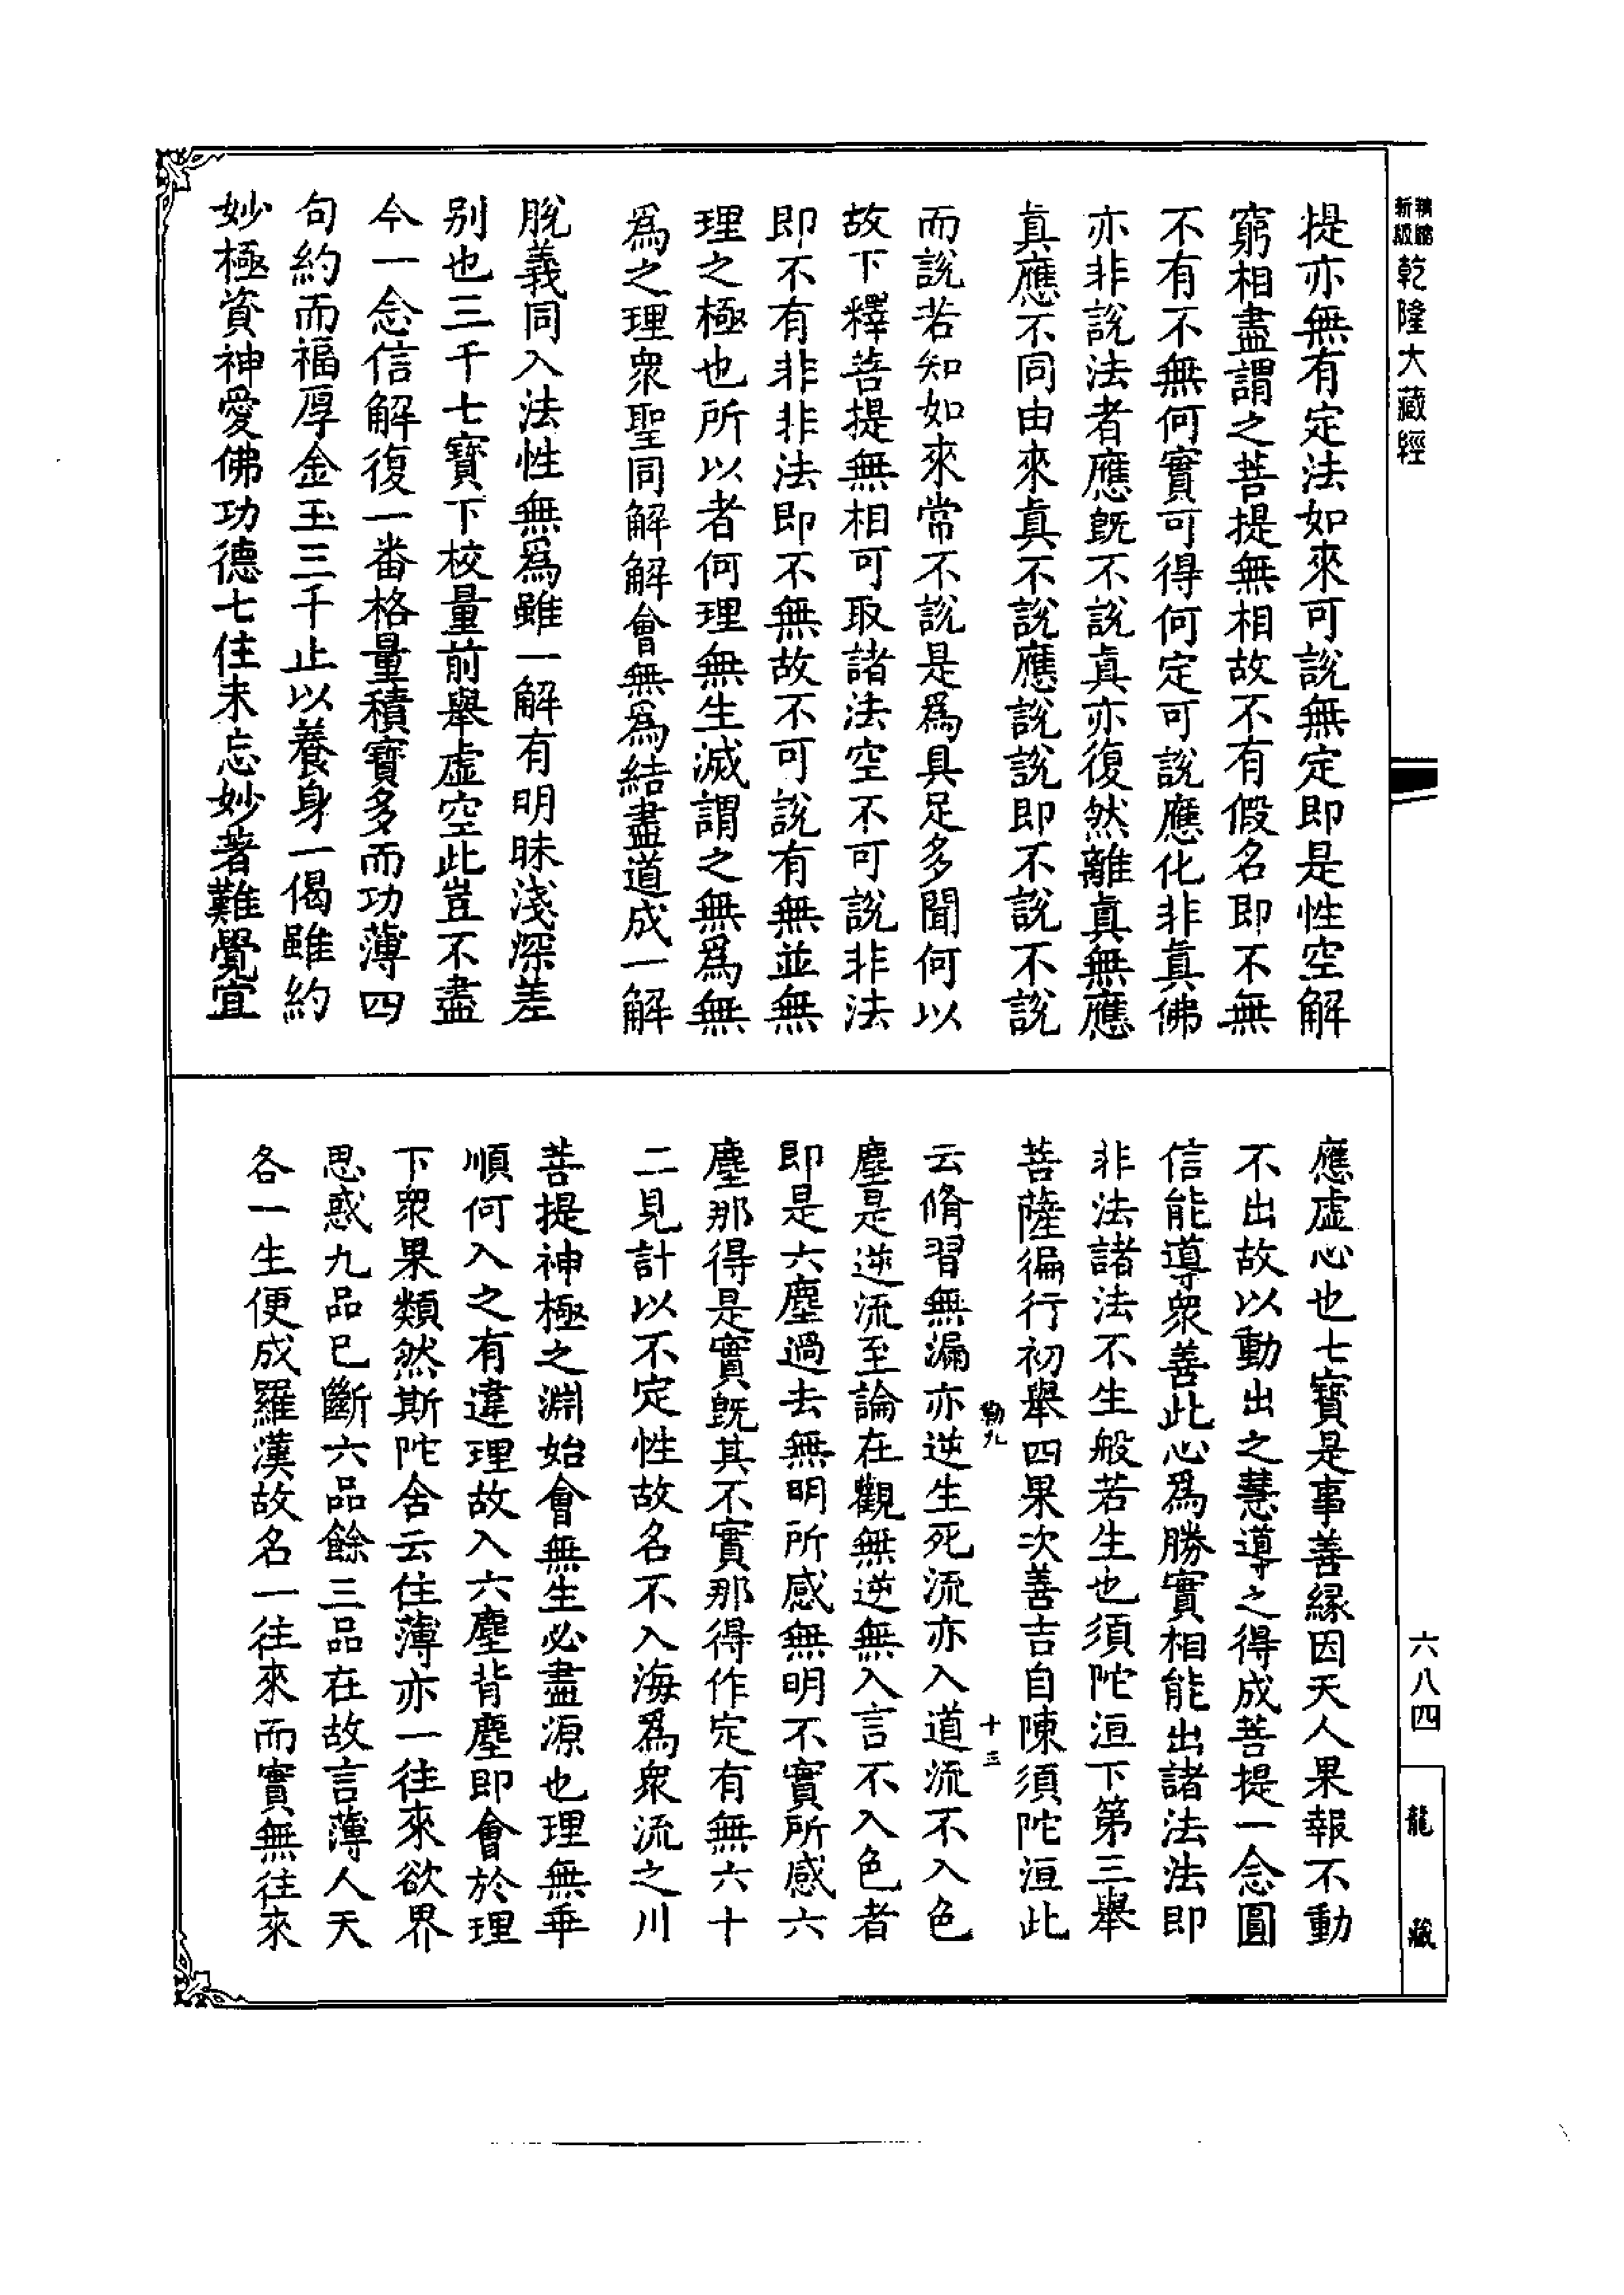 新版
精縮
乾隆大藏經
提亦無有定法如來可說無定即是性空解
窮相盡謂之菩提無相故不有假名即不無
不有不無何實可得何定可說應化非真佛
亦非說法者應既不說真亦復然離真無應
真應不同由來真不說應說說即不說不說
而說若知如來常不說是為具足多聞何以
故下釋菩提無相可取諸法空不可說非法
即不有非非法即不無故不可說有無並無
理之極也所以者何理無生滅謂之無為無
為之理眾聖同解解會無為結盡道成一解
脫義同入法性無為雖一解有明昧淺深差
別也三千七寶下校量前舉虛空此豈不盡
今一念信解復一番格量積寶多而功薄四
句約而福厚金玉三千止以養身一偈雖約
妙極資神愛佛功德七住未忘妙著難覺宜
應虛心也七寶是事善緣因天人果報不動
不出故以動出之慧導之得成菩提一念圓
信能導眾善此心為勝實相能出諸法法即
非法諸法不生般若生也須陀洹下第三舉
菩薩徧行初舉四果次善吉自陳須陀洹此
勒九
十三
云脩習無漏亦逆生死流亦入道流不入色
塵是逆流至論在觀無逆無入言不入色者
即是六塵過去無明所感無明不實所感六
塵那得是實既其不實那得作定有無六十
二見計以不定性故名不入海為眾流之川
菩提神極之淵始會無生必盡源也理無乖
順何入之有違理故入六塵背塵即會於理
下眾果類然斯陀含云住薄亦一往來欲界
思惑九品已斷六品餘三品在故言薄人天
各一生便成羅漢故名一往來而實無往來
六八四
龍藏